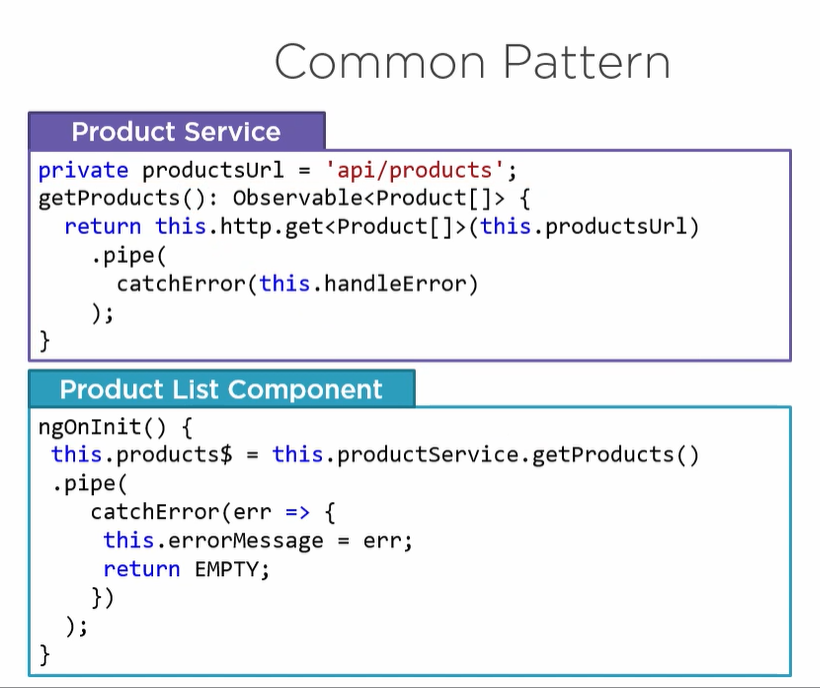 Common Pattern
Product Service
private productsUrl = 'api/products';
getProducts(): Observable<Product[]> {
  return this.http.get<Product[]>(this.productsUrl)
    .pipe(
      catchError(this.handleError)
    );
}
Product List Component
ngOnInit() {
 this.products$ = this.productService.getProducts()
 .pipe(
    catchError(err => {
     this.errorMessage = err;
     return EMPTY;
    })
  );
}